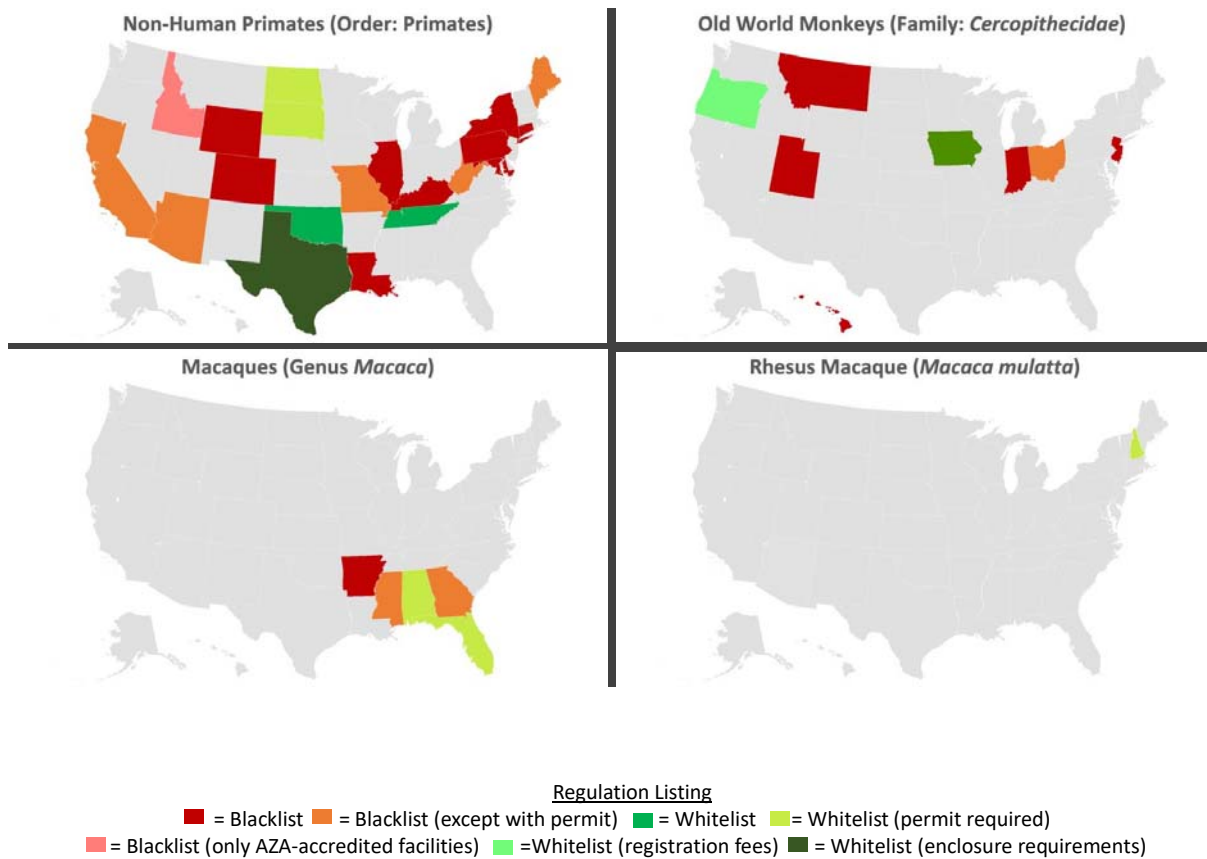 Non-Human Primates (Order: Primates)
Old World Monkeys (Family: Cercopithecidae)
Macaques (Genus Macaca)
Rhesus Macaque (Macaca mulatta)
Regulation Listing
= Blacklist = Blacklist (except with permit) = Whitelist = Whitelist (permit required)
= Blacklist (only AZA-accredited facilities) =Whitelist (registration fees) = Whitelist (enclosure requirements)